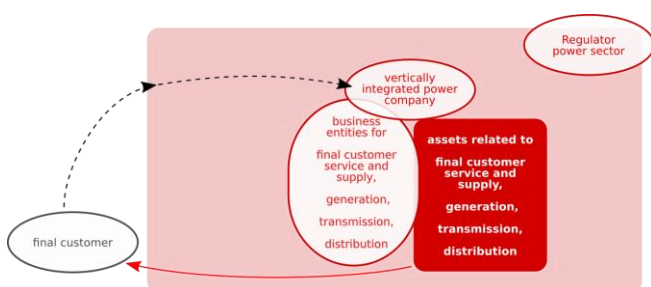 Regulator
power sector
vertically
integrated power
company
business
entities for
final customer
service and
supply,
generation,
transmission,
distribution
assets related to
final customer
service and
supply,
generation,
transmission,
distribution
final customer